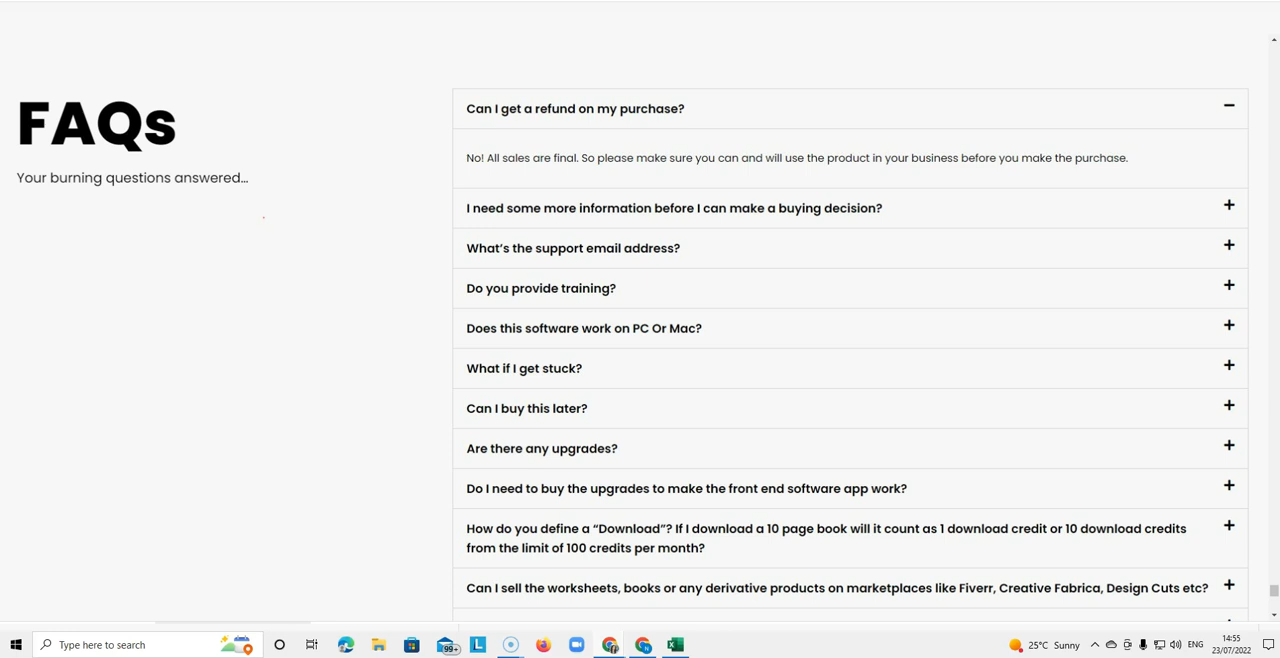 FAQs
Your burning questions answered...
Can I get a refund on my purchase?
No! All sales are final. So please make sure you can and will use the product in your business before you make the purchase.
I need some more information before I can make a buying decision?
What's the support email address?
Do you provide training?
Does this software work on PC Or Mac?
What if I get stuck?
Can I buy this later?
Are there any upgrades?
Do I need to buy the upgrades to make the front end software app work?
How do you define a “Download”? If I download a 10 page book will it count as 1 download credit or 10 download credits
from the limit of 100 credits per month?
Can I sell the worksheets, books or any derivative products on marketplaces like Fiverr, Creative Fabrica, Design Cuts etc?
Type here to search
99+
L
N
25°C Sunny
ENG
14:55
23/07/2022